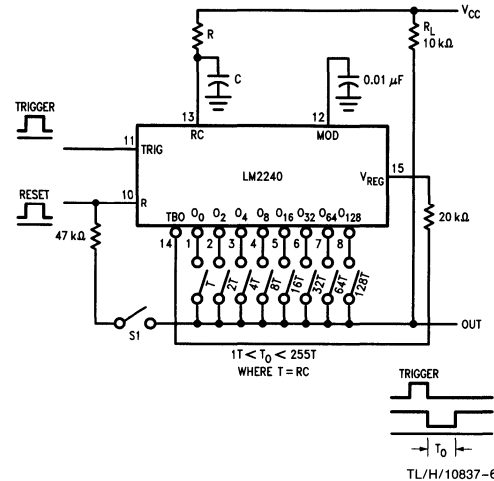 VCC
R
RL
10 kΩ
C
0.01 μF
13
12
RC
MOD
TRIGGER
11
TRIG
LM2240
VREG
15
RESET
10
R
TBO O0 O2 O4 O8 O16 O32 O64 O128
14 1 2 3 4 5 6 7 8
47 kΩ
20 kΩ
T 2T 4T 8T 16T 32T 64T 128T
S1
OUT
1T < TO < 255T
WHERE T = RC
TRIGGER
TO
TL/H/10837-6